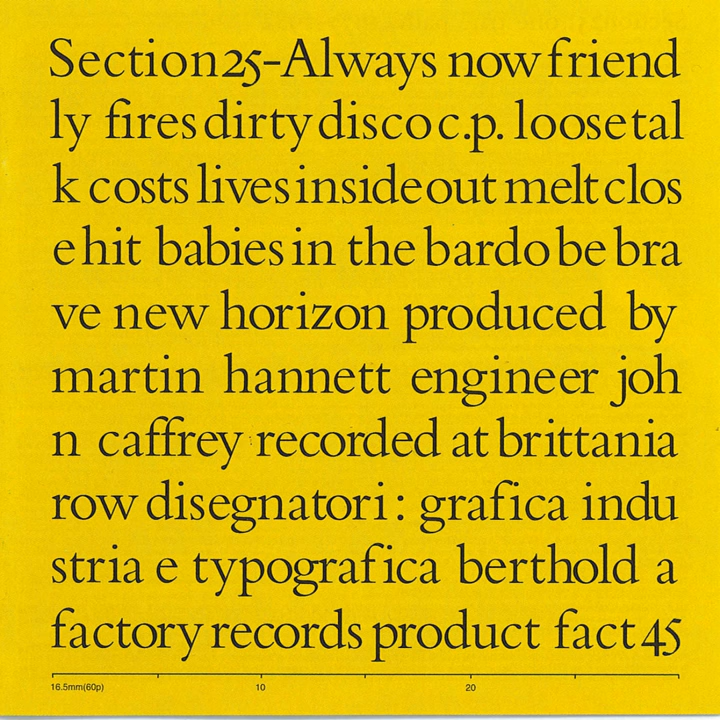 Section25-Always now friend
ly fires dirty disco c.p. loose tal
k costs lives inside out melt clos
e hit babies in the bardo be bra
ve new horizon produced by
martin hannett engineer joh
n caffrey recorded at brittania
row disegnatori: grafica indu
stria e typografica berthold a
factory records product fact 45
16.5mm(60p) 10 20